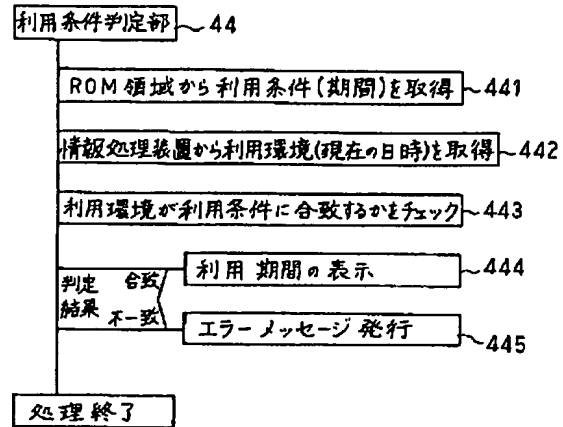 利用条件判定部 ~44
ROM領域から利用条件(期間)を取得 ~441
情報処理装置から利用環境(現在の日時)を取得 ~442
利用環境が利用条件に合致するかをチェック ~443
判定結果
合致
利用期間の表示 ~444
不一致
エラーメッセージ発行 ~445
処理終了